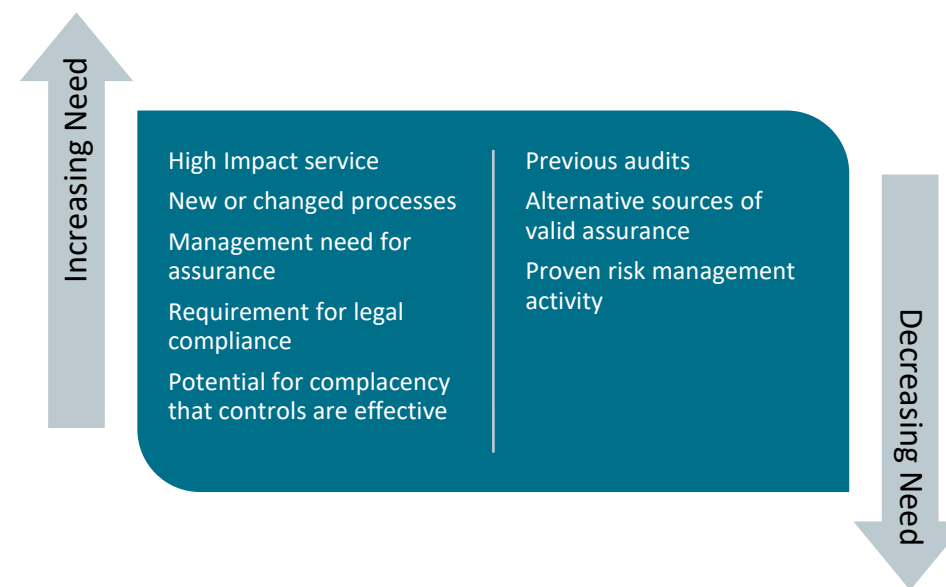 Increasing Need
High Impact service
New or changed processes
Management need for
assurance
Requirement for legal
compliance
Potential for complacency
that controls are effective
Previous audits
Alternative sources of
valid assurance
Proven risk management
activity
Decreasing Need